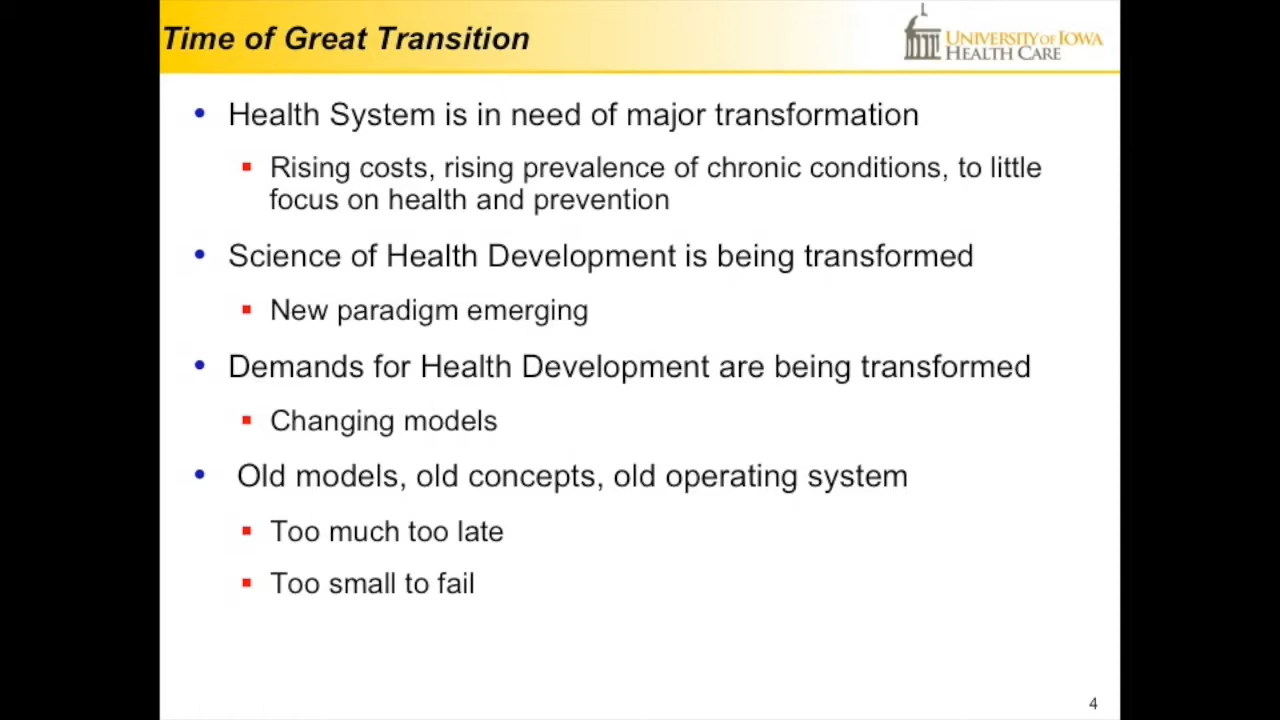 Time of Great Transition
UNIVERSITY OF IOWA
HEALTH CARE
• Health System is in need of major transformation
▪ Rising costs, rising prevalence of chronic conditions, to little
focus on health and prevention
• Science of Health Development is being transformed
▪ New paradigm emerging
• Demands for Health Development are being transformed
▪ Changing models
• Old models, old concepts, old operating system
▪ Too much too late
▪ Too small to fail
4